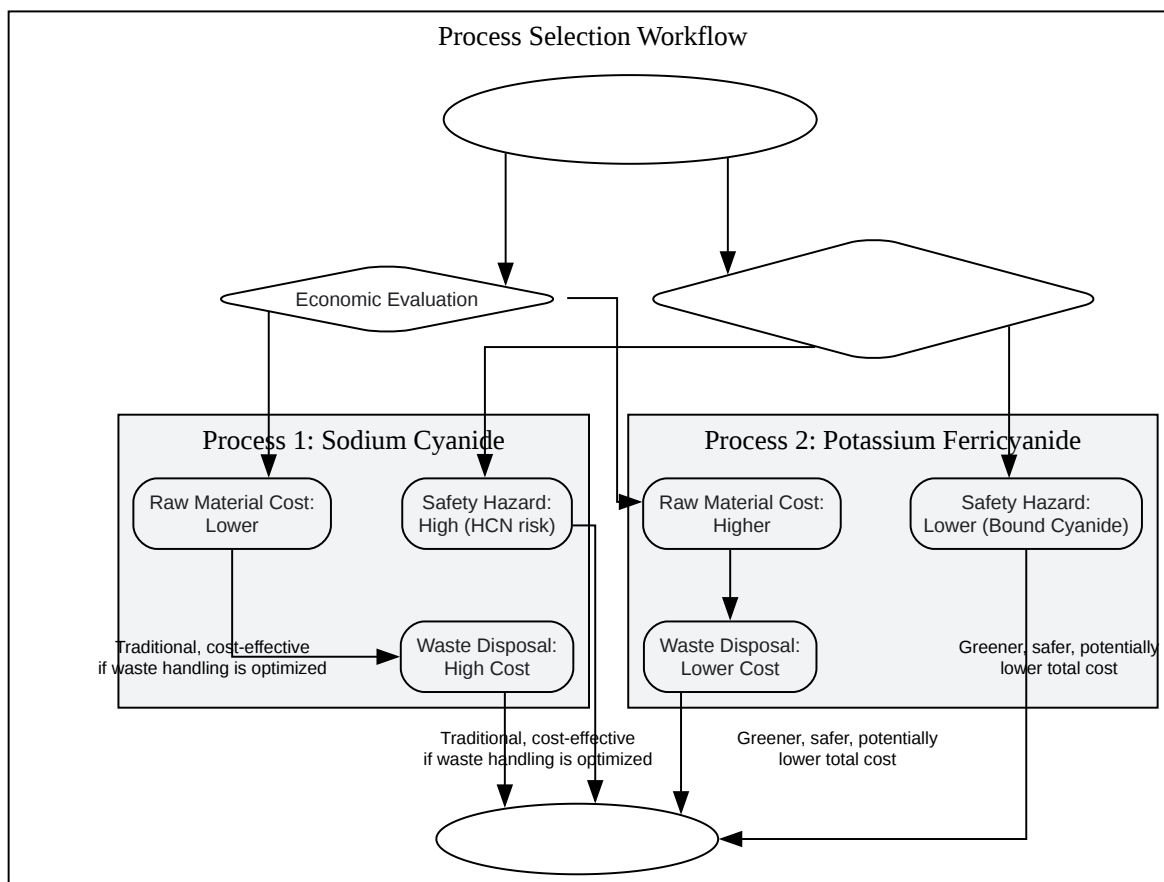 Process Selection Workflow
Economic Evaluation
Process 1: Sodium Cyanide
Raw Material Cost:
Lower
Safety Hazard:
High (HCN risk)
Traditional, cost-effective
if waste handling is optimized
Waste Disposal:
High Cost
Process 2: Potassium Ferricyanide
Raw Material Cost:
Higher
Safety Hazard:
Lower (Bound Cyanide)
Waste Disposal:
Lower Cost
Greener, safer, potentially
lower total cost
Traditional, cost-effective
if waste handling is optimized
Greener, safer, potentially
lower total cost